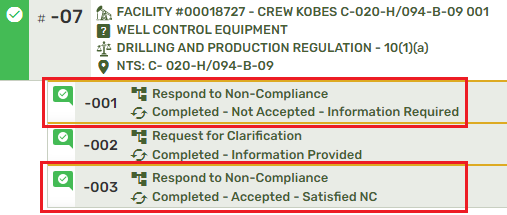 # -07
FACILITY #00018727 - CREW KOBES C-020-H/094-B-09 001
? WELL CONTROL EQUIPMENT
DRILLING AND PRODUCTION REGULATION - 10(1)(a)
NTS: C- 020-H/094-B-09
-001
Respond to Non-Compliance
Completed - Not Accepted - Information Required
-002
Request for Clarification
Completed - Information Provided
-003
Respond to Non-Compliance
Completed - Accepted - Satisfied NC